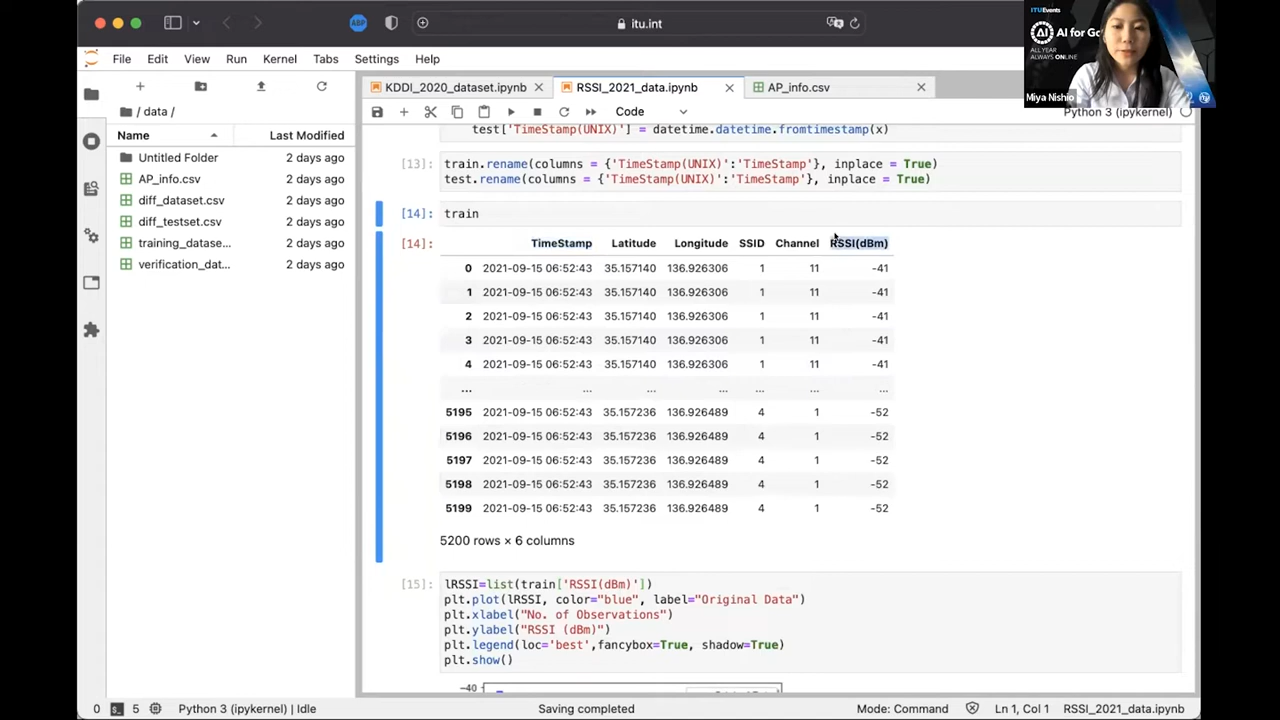 itu.int
ITUEvents
AI AI for Go
ALL YEAR
ALWAYS ONLINE
Miya Nishio
File Edit View Run Kernel Tabs Settings Help
KDDI_2020_dataset.ipynb RSSI_2021_data.ipynb AP_info.csv
/ data /
Code
Python 3 (ipykernel)
Name Last Modified
Untitled Folder 2 days ago
AP_info.csv 2 days ago
diff_dataset.csv 2 days ago
diff_testset.csv 2 days ago
training_datase... 2 days ago
verification_dat... 2 days ago
test['TimeStamp(UNIX)'] = datetime.datetime.fromtimestamp(x)
[13]: train.rename(columns = {'TimeStamp(UNIX)':'TimeStamp'}, inplace = True)
test.rename(columns = {'TimeStamp(UNIX)':'TimeStamp'}, inplace = True)
[14]: train
[14]: TimeStamp Latitude Longitude SSID Channel RSSI(dBm)
0 2021-09-15 06:52:43 35.157140 136.926306 1 11 -41
1 2021-09-15 06:52:43 35.157140 136.926306 1 11 -41
2 2021-09-15 06:52:43 35.157140 136.926306 1 11 -41
3 2021-09-15 06:52:43 35.157140 136.926306 1 11 -41
4 2021-09-15 06:52:43 35.157140 136.926306 1 11 -41
... ... ... ... ... ... ...
5195 2021-09-15 06:52:43 35.157236 136.926489 4 1 -52
5196 2021-09-15 06:52:43 35.157236 136.926489 4 1 -52
5197 2021-09-15 06:52:43 35.157236 136.926489 4 1 -52
5198 2021-09-15 06:52:43 35.157236 136.926489 4 1 -52
5199 2021-09-15 06:52:43 35.157236 136.926489 4 1 -52
5200 rows × 6 columns
[15]: lRSSI=list(train['RSSI(dBm)'])
plt.plot(lRSSI, color="blue", label="Original Data")
plt.xlabel("No. of Observations")
plt.ylabel("RSSI (dBm)")
plt.legend(loc='best',fancybox=True, shadow=True)
plt.show()
−40
0 5 Python 3 (ipykernel) | Idle Saving completed Mode: Command Ln 1, Col 1 RSSI_2021_data.ipynb